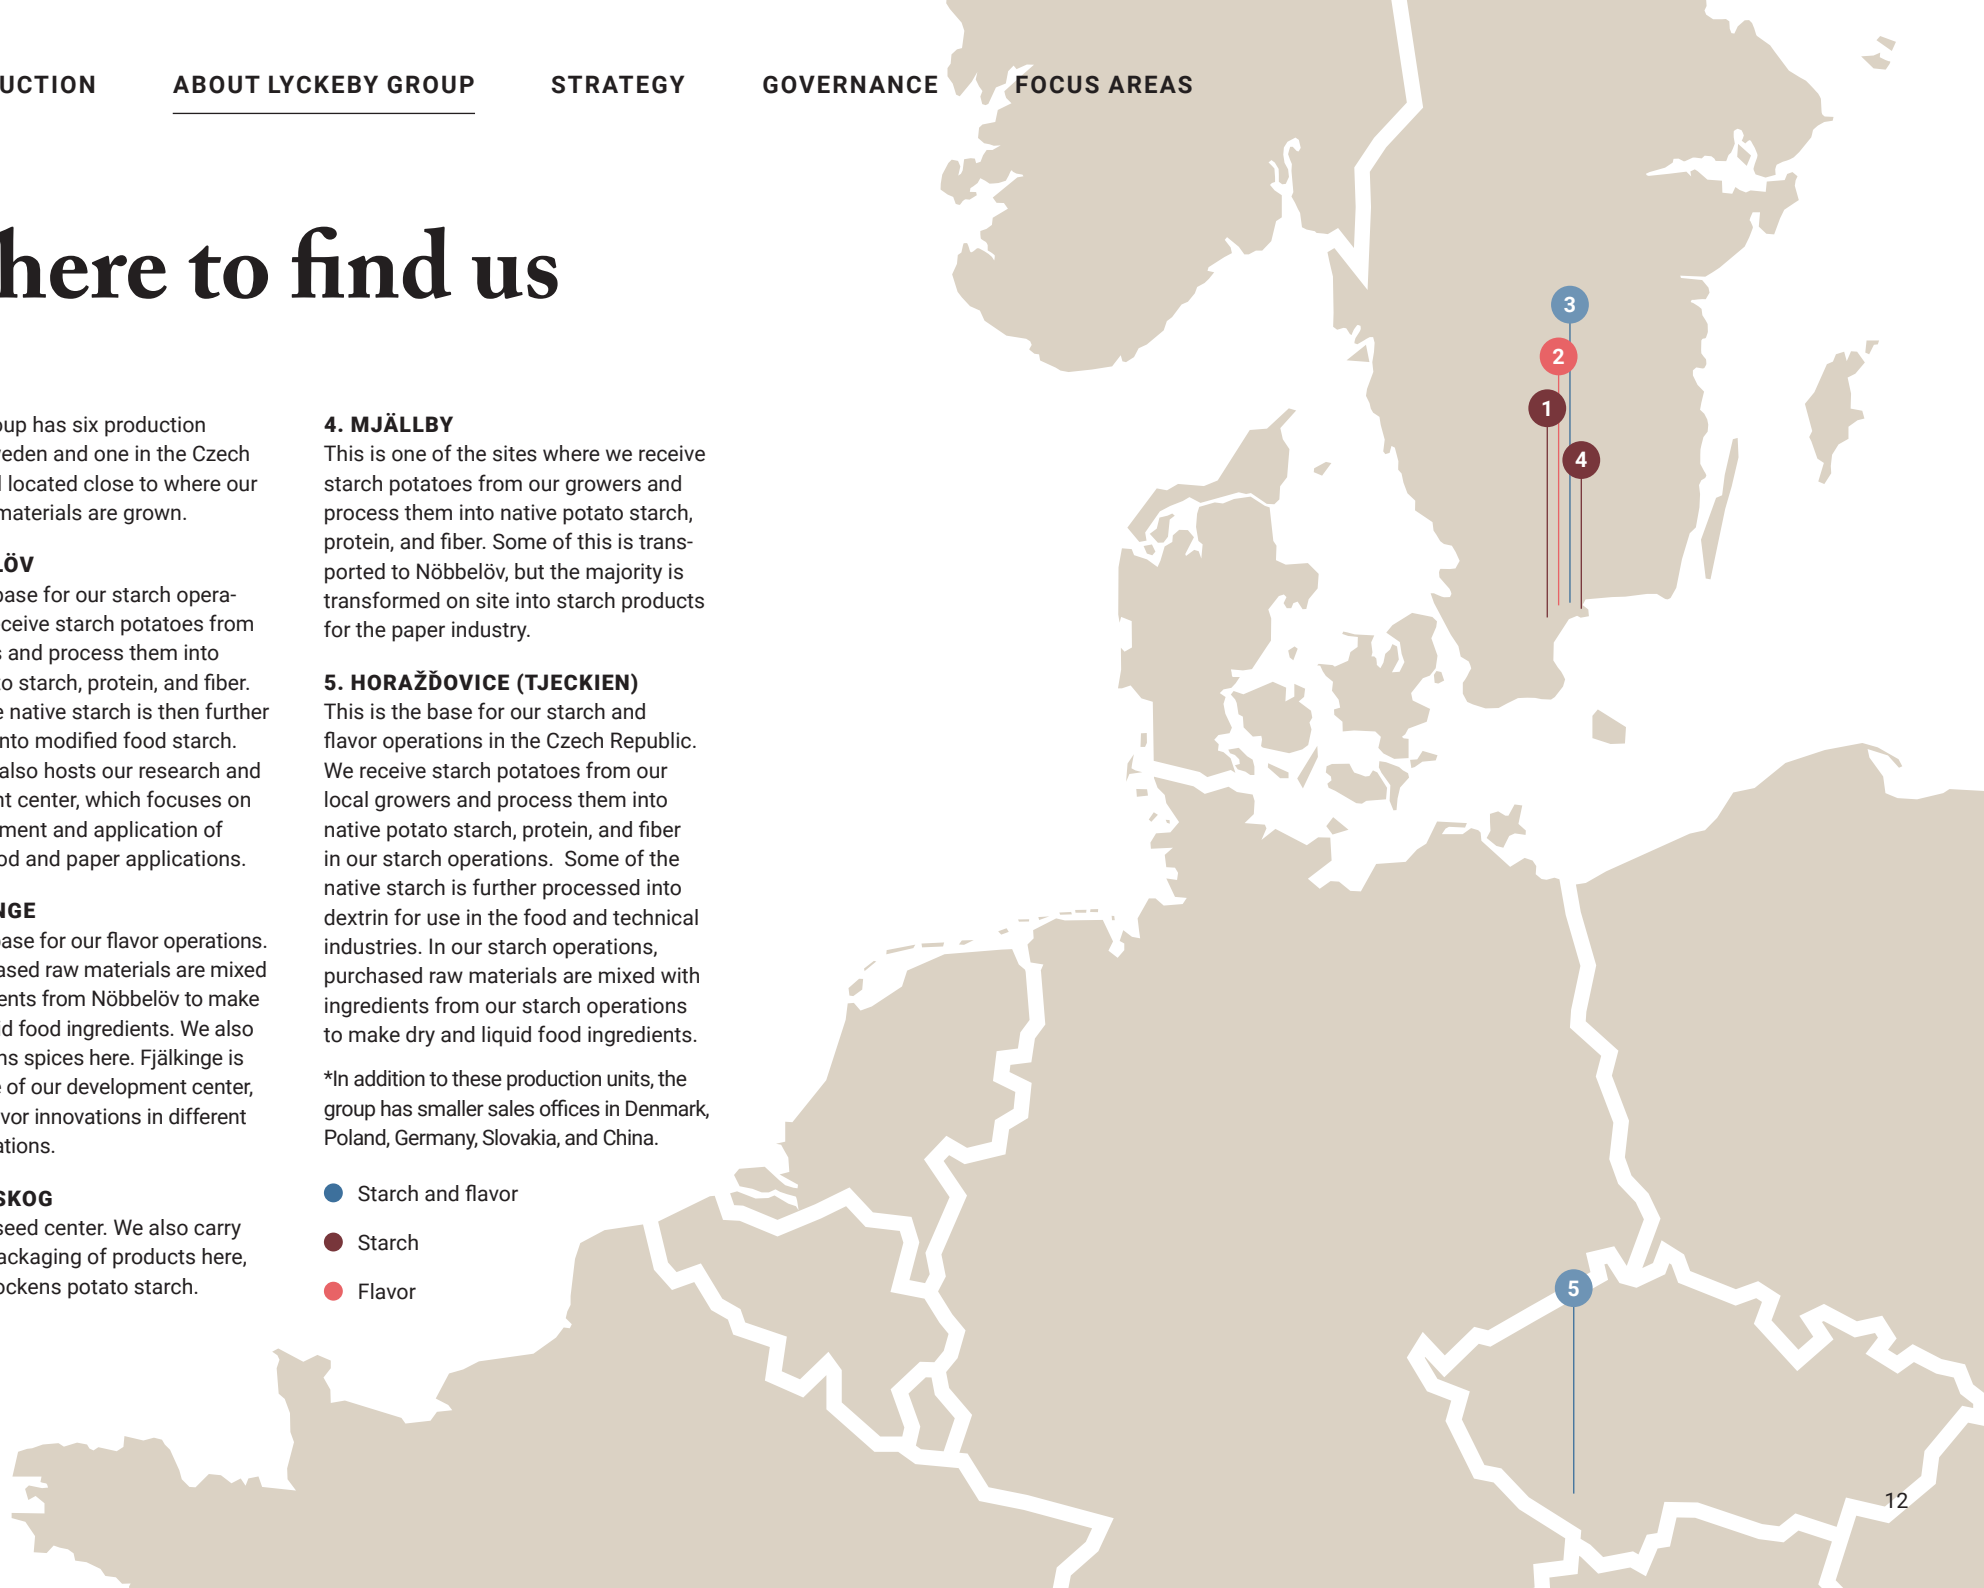 UCTION ABOUT LYCKEBY GROUP STRATEGY GOVERNANCE FOCUS AREAS
here to find us
oup has six production
eden and one in the Czech
l located close to where our
materials are grown.
LÖV
base for our starch opera-
ceive starch potatoes from
s and process them into
to starch, protein, and fiber.
e native starch is then further
nto modified food starch.
also hosts our research and
nt center, which focuses on
ment and application of
od and paper applications.
NGE
base for our flavor operations.
ased raw materials are mixed
ents from Nöbbelöv to make
id food ingredients. We also
ns spices here. Fjälkinge is
e of our development center,
vor innovations in different
ations.
SKOG
seed center. We also carry
ackaging of products here,
ockens potato starch.
4. MJÄLLBY
This is one of the sites where we receive
starch potatoes from our growers and
process them into native potato starch,
protein, and fiber. Some of this is trans-
ported to Nöbbelöv, but the majority is
transformed on site into starch products
for the paper industry.
5. HORAŽĎOVICE (TJECKIEN)
This is the base for our starch and
flavor operations in the Czech Republic.
We receive starch potatoes from our
local growers and process them into
native potato starch, protein, and fiber
in our starch operations.  Some of the
native starch is further processed into
dextrin for use in the food and technical
industries. In our starch operations,
purchased raw materials are mixed with
ingredients from our starch operations
to make dry and liquid food ingredients.
*In addition to these production units, the
group has smaller sales offices in Denmark,
Poland, Germany, Slovakia, and China.
Starch and flavor
Starch
Flavor
3
2
1
4
5
12